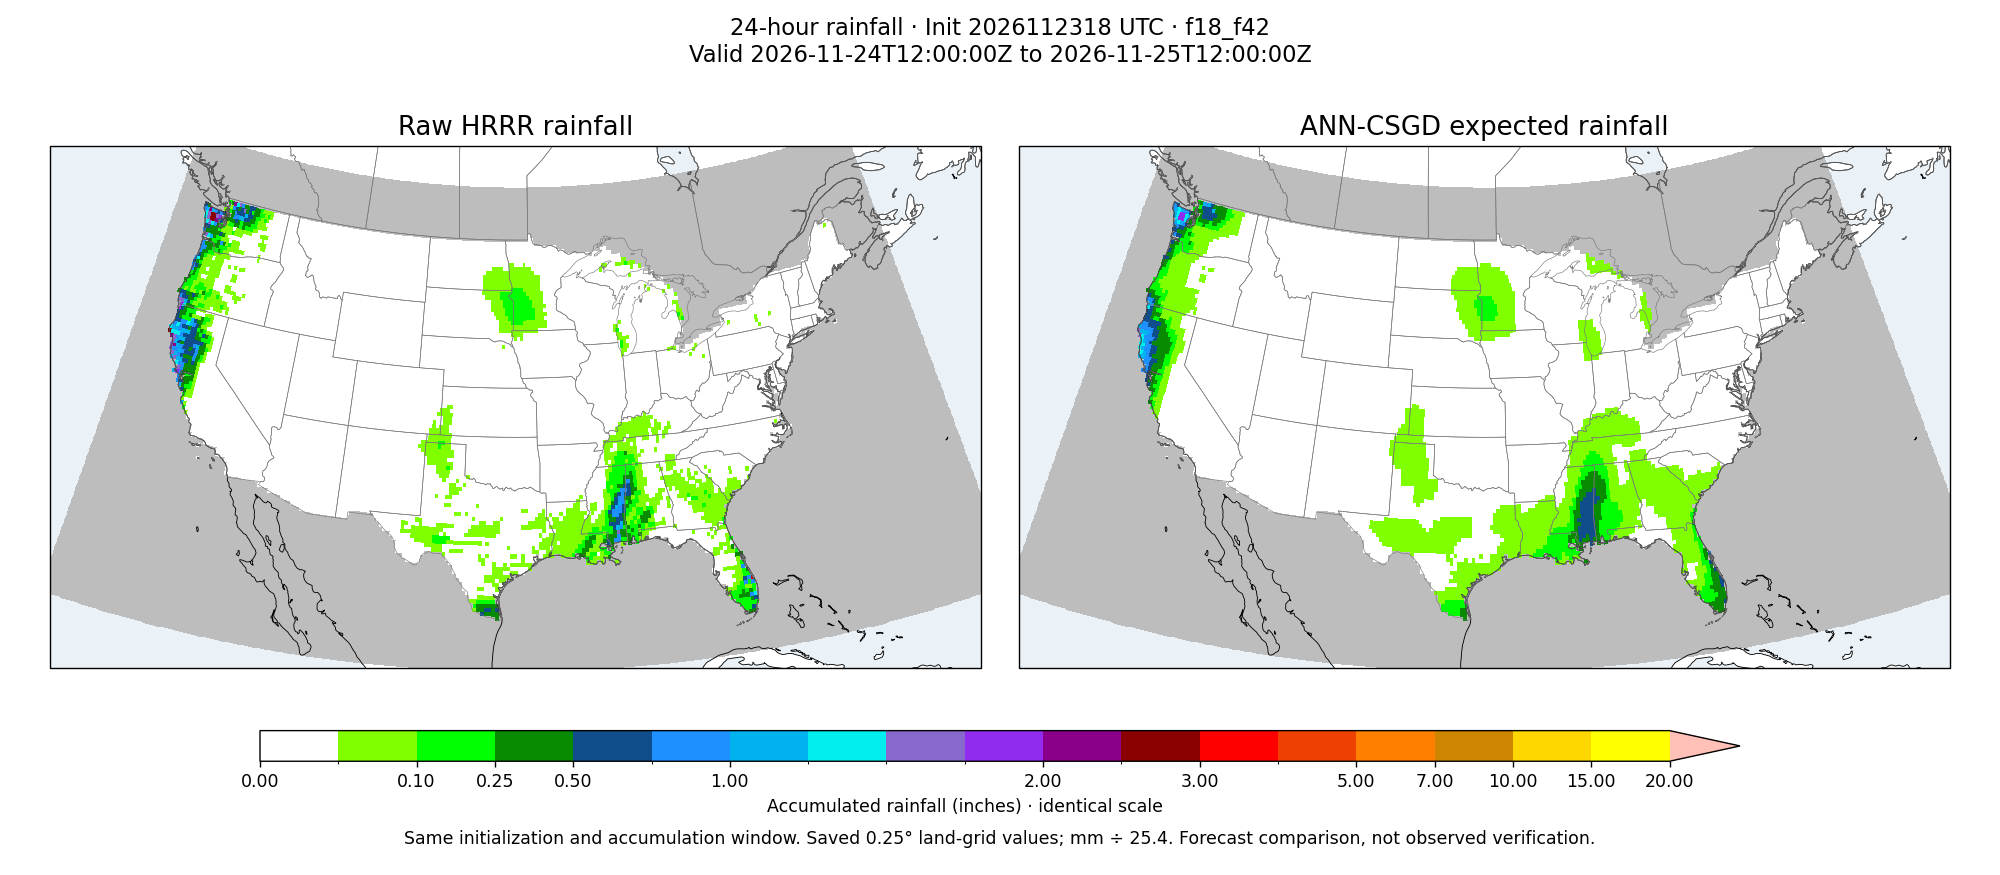 24-hour rainfall · Init 2026112318 UTC · f18_f42
Valid 2026-11-24T12:00:00Z to 2026-11-25T12:00:00Z
Raw HRRR rainfall
ANN-CSGD expected rainfall
0.00 0.10 0.25 0.50 1.00 2.00 3.00 5.00 7.00 10.00 15.00 20.00
Accumulated rainfall (inches) · identical scale
Same initialization and accumulation window. Saved 0.25° land-grid values; mm ÷ 25.4. Forecast comparison, not observed verification.